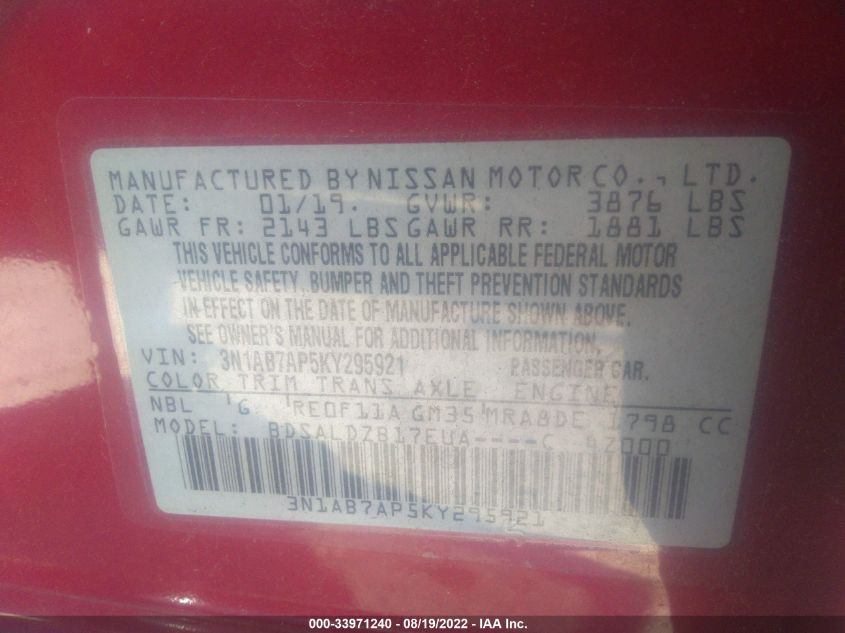 MANUFACTURED BY NISSAN MOTOR CO., LTD.
DATE: 01/19. GVWR: 3876 LBS
GAWR FR: 2143 LBS GAWR RR: 1881 LBS
THIS VEHICLE CONFORMS TO ALL APPLICABLE FEDERAL MOTOR
VEHICLE SAFETY, BUMPER AND THEFT PREVENTION STANDARDS
IN EFFECT ON THE DATE OF MANUFACTURE SHOWN ABOVE.
SEE OWNER'S MANUAL FOR ADDITIONAL INFORMATION.
VIN: 3N1AB7AP5KY295921 PASSENGER CAR.
COLOR TRIM TRANS AXLE ENGINE
NBL G RE0F11A GM35 MRA8DE 1798 CC
MODEL: BDSALDZB17EUA----C
3N1AB7AP5KY295921
000-33971240 - 08/19/2022 - IAA Inc.